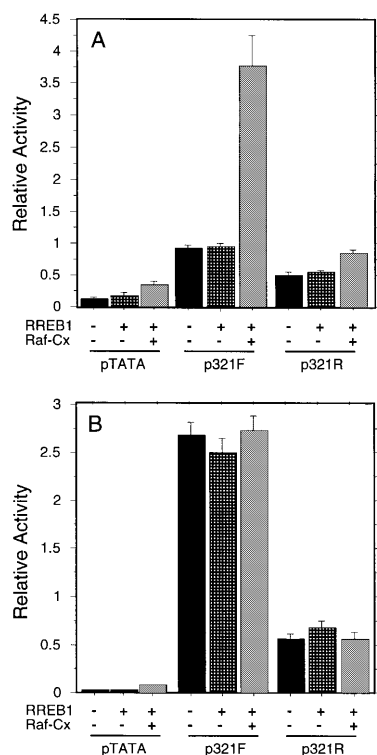 A
Relative Activity
4.5
4
3.5
3
2.5
2
1.5
1
0.5
0
RREB1 - + + - + + - + +
Raf-Cx - - + - - + - - +
pTATA p321F p321R
B
Relative Activity
3
2.5
2
1.5
1
0.5
0
RREB1 - + + - + + - + +
Raf-Cx - - + - - + - - +
pTATA p321F p321R